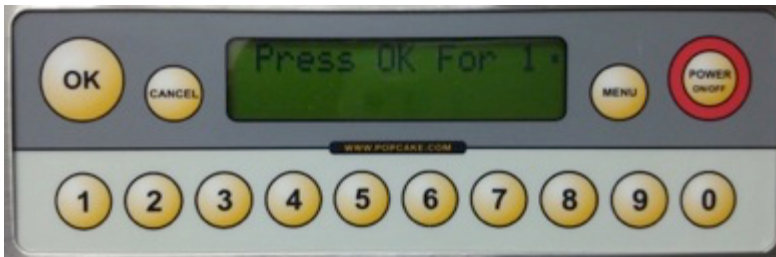 OK
CANCEL
Press OK For 1
MENU
POWER
ON/OFF
WWW.POPCAKE.COM
1 2 3 4 5 6 7 8 9 0